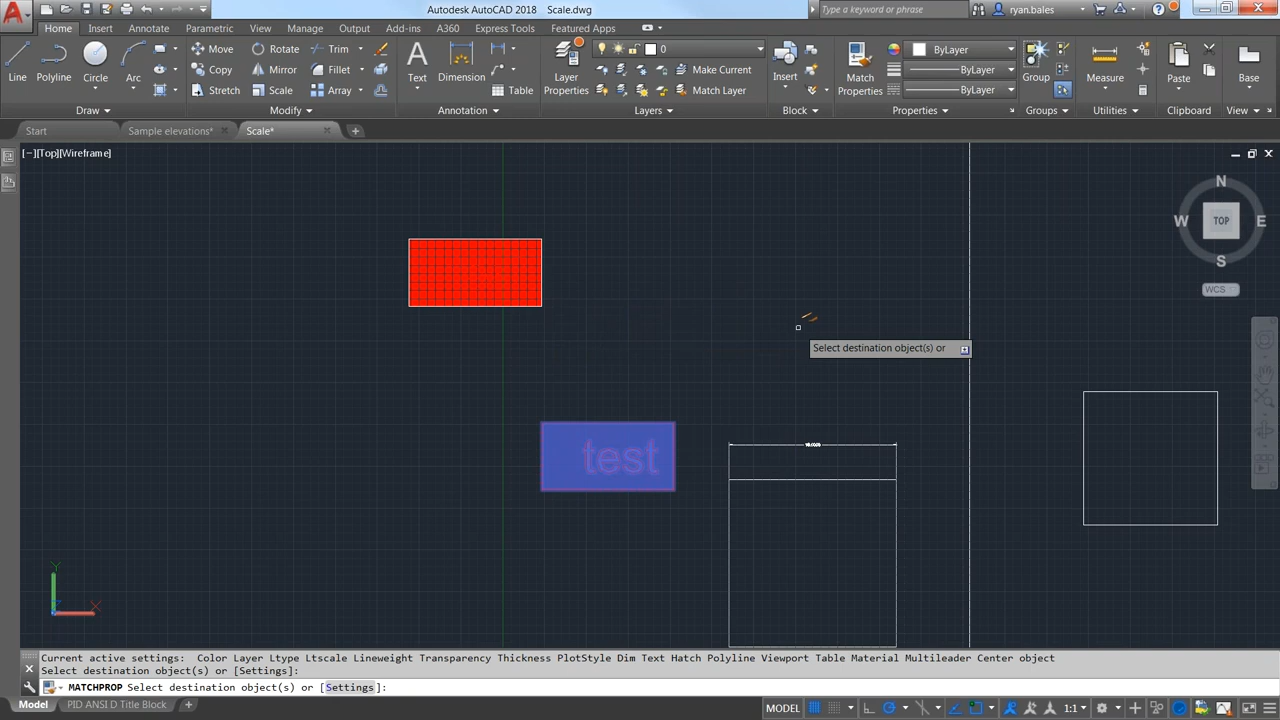 Autodesk AutoCAD 2018 Scale.dwg
Type a keyword or phrase
ryan.bales
Home Insert Annotate Parametric View Manage Output Add-ins A360 Express Tools Featured Apps
Line
Polyline
Circle
Arc
Move
Rotate
Trim
Copy
Mirror
Fillet
Stretch
Scale
Array
Text
Dimension
Table
Layer
Properties
0
Make Current
Match Layer
Insert
Match
Properties
ByLayer
ByLayer
ByLayer
Group
Measure
Paste
Base
Draw Modify Annotation Layers Block Properties Groups Utilities Clipboard View
Start Sample elevations* Scale*
[−][Top][Wireframe]
N
W TOP E
S
WCS
Select destination object(s) or
test
Y
X
Current active settings: Color Layer Ltype Ltscale Lineweight Transparency Thickness PlotStyle Dim Text Hatch Polyline Viewport Table Material Multileader Center object
Select destination object(s) or [Settings]:
MATCHPROP Select destination object(s) or [Settings]:
Model PID ANSI D Title Block
MODEL 1:1